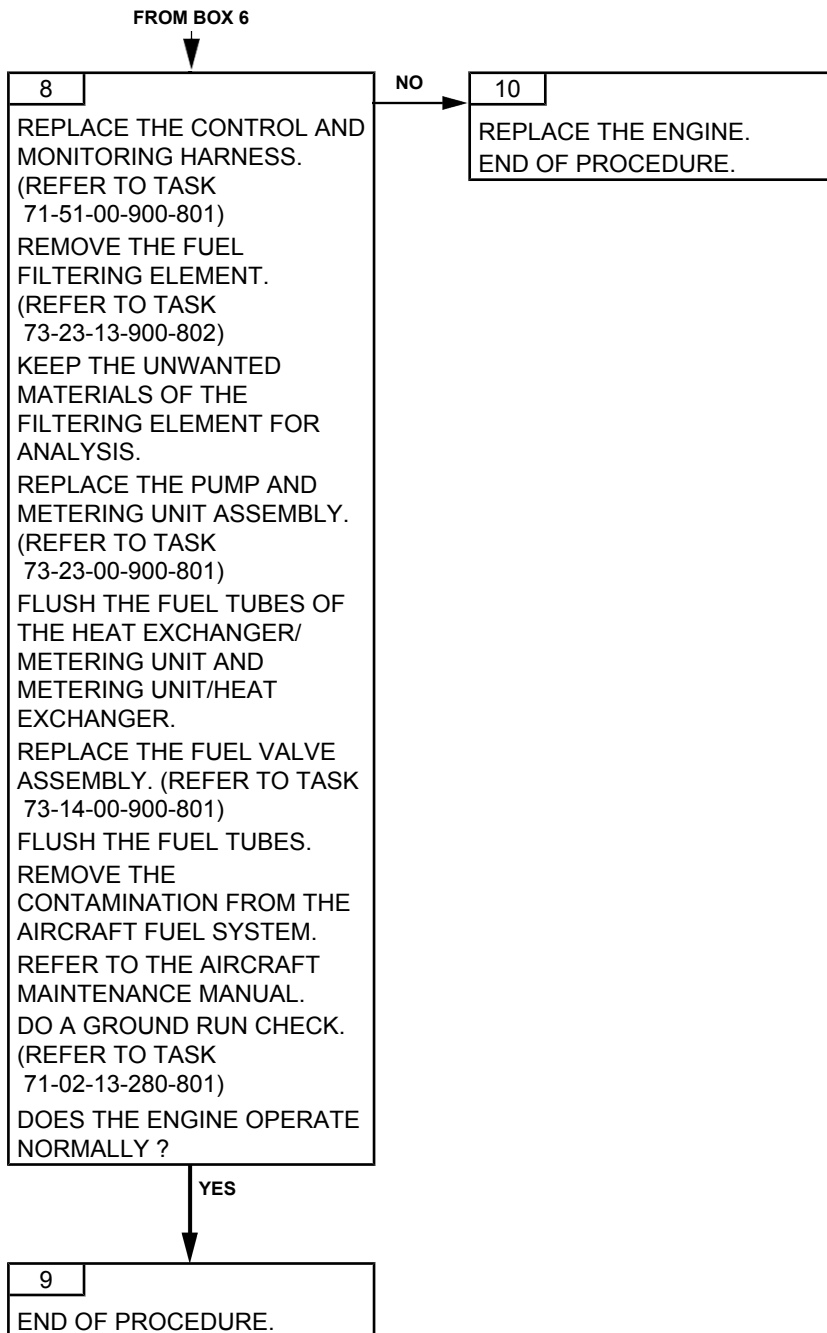 FROM BOX 6
8
REPLACE THE CONTROL AND
MONITORING HARNESS.
(REFER TO TASK
71-51-00-900-801)
REMOVE THE FUEL
FILTERING ELEMENT.
(REFER TO TASK
73-23-13-900-802)
KEEP THE UNWANTED
MATERIALS OF THE
FILTERING ELEMENT FOR
ANALYSIS.
REPLACE THE PUMP AND
METERING UNIT ASSEMBLY.
(REFER TO TASK
73-23-00-900-801)
FLUSH THE FUEL TUBES OF
THE HEAT EXCHANGER/
METERING UNIT AND
METERING UNIT/HEAT
EXCHANGER.
REPLACE THE FUEL VALVE
ASSEMBLY. (REFER TO TASK
73-14-00-900-801)
FLUSH THE FUEL TUBES.
REMOVE THE
CONTAMINATION FROM THE
AIRCRAFT FUEL SYSTEM.
REFER TO THE AIRCRAFT
MAINTENANCE MANUAL.
DO A GROUND RUN CHECK.
(REFER TO TASK
71-02-13-280-801)
DOES THE ENGINE OPERATE
NORMALLY ?
NO
10
REPLACE THE ENGINE.
END OF PROCEDURE.
YES
9
END OF PROCEDURE.